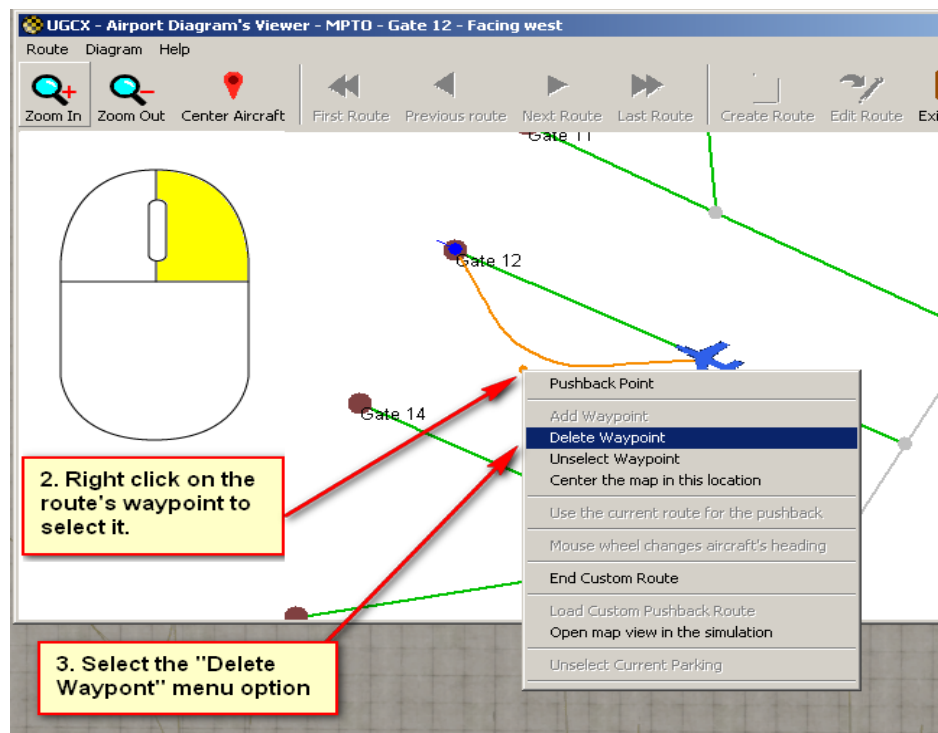 UGCX - Airport Diagram's Viewer - MPTO - Gate 12 - Facing west
Route Diagram Help
Zoom In Zoom Out Center Aircraft First Route Previous route Next Route Last Route Create Route Edit Route Exi
Gate 11
Gate 12
Gate 14
Pushback Point
Add Waypoint
Delete Waypoint
Unselect Waypoint
Center the map in this location
Use the current route for the pushback
Mouse wheel changes aircraft's heading
End Custom Route
Load Custom Pushback Route
Open map view in the simulation
Unselect Current Parking
2. Right click on the
route's waypoint to
select it.
3. Select the "Delete
Waypont" menu option